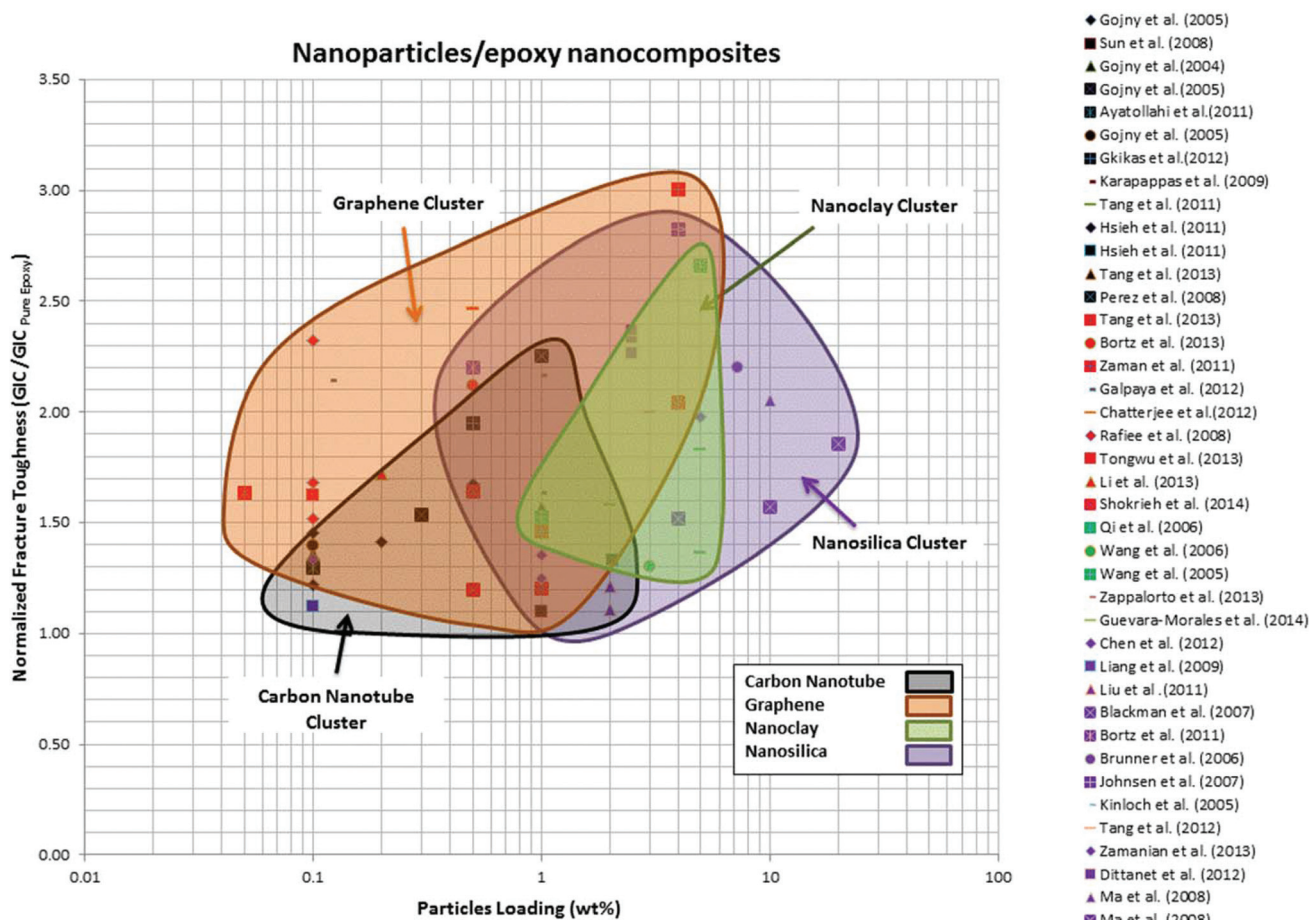 Nanoparticles/epoxy nanocomposites
Normalized Fracture Toughness (GIC /GIC Pure Epoxy)
3.50
3.00
2.50
2.00
1.50
1.00
0.50
0.00
0.01
0.1
1
10
100
Particles Loading (wt%)
Graphene Cluster
Nanoclay Cluster
Nanosilica Cluster
Carbon Nanotube
Cluster
Carbon Nanotube
Graphene
Nanoclay
Nanosilica
Gojny et al. (2005)
Sun et al. (2008)
Gojny et al.(2004)
Gojny et al.(2005)
Ayatollahi et al.(2011)
Gojny et al. (2005)
Gkikas et al.(2012)
Karapappas et al. (2009)
Tang et al. (2011)
Hsieh et al. (2011)
Hsieh et al. (2011)
Tang et al. (2013)
Perez et al. (2008)
Tang et al. (2013)
Bortz et al. (2013)
Zaman et al. (2011)
Galpaya et al. (2012)
Chatterjee et al.(2012)
Rafiee et al. (2008)
Tongwu et al. (2013)
Li et al. (2013)
Shokrieh et al. (2014)
Qi et al. (2006)
Wang et al. (2006)
Wang et al. (2005)
Zappalorto et al. (2013)
Guevara-Morales et al. (2014)
Chen et al. (2012)
Liang et al. (2009)
Liu et al .(2011)
Blackman et al. (2007)
Bortz et al. (2011)
Brunner et al. (2006)
Johnsen et al. (2007)
Kinloch et al. (2005)
Tang et al. (2012)
Zamanian et al. (2013)
Dittanet et al. (2012)
Ma et al. (2008)
Ma et al. (2008)